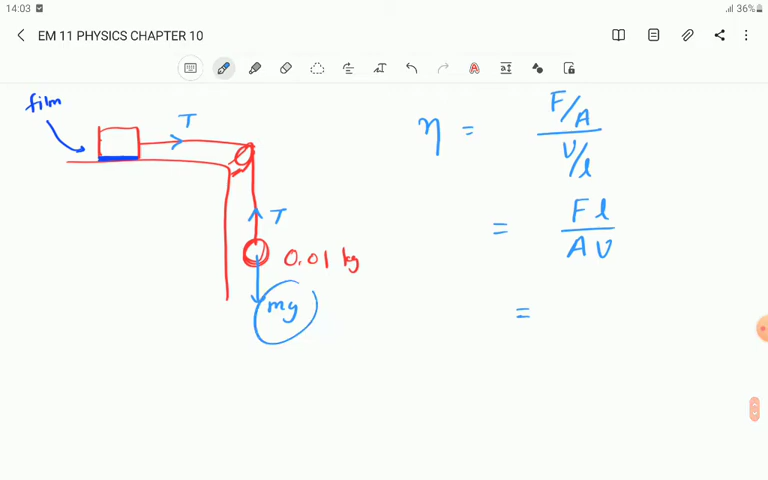 14:03
36%
EM 11 PHYSICS CHAPTER 10
film
T
T
0.01 kg
mg
η = F/A / v/l
= Fl / Av
=